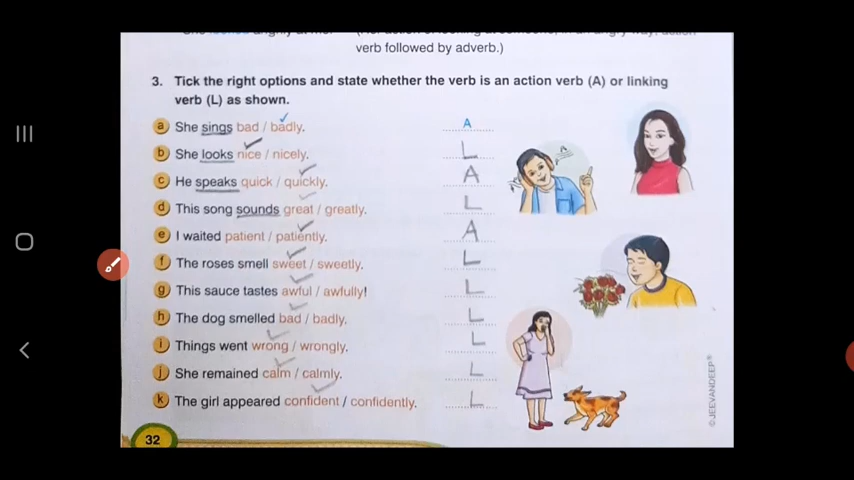 verb followed by adverb.)
3. Tick the right options and state whether the verb is an action verb (A) or linking
verb (L) as shown.
a She sings bad / badly. A
b She looks nice / nicely. L
c He speaks quick / quickly. A
d This song sounds great / greatly. L
e I waited patient / patiently. A
f The roses smell sweet / sweetly. L
g This sauce tastes awful / awfully! L
h The dog smelled bad / badly. L
i Things went wrong / wrongly. L
j She remained calm / calmly. L
k The girl appeared confident / confidently. L
32
©JEEVANDEEP®